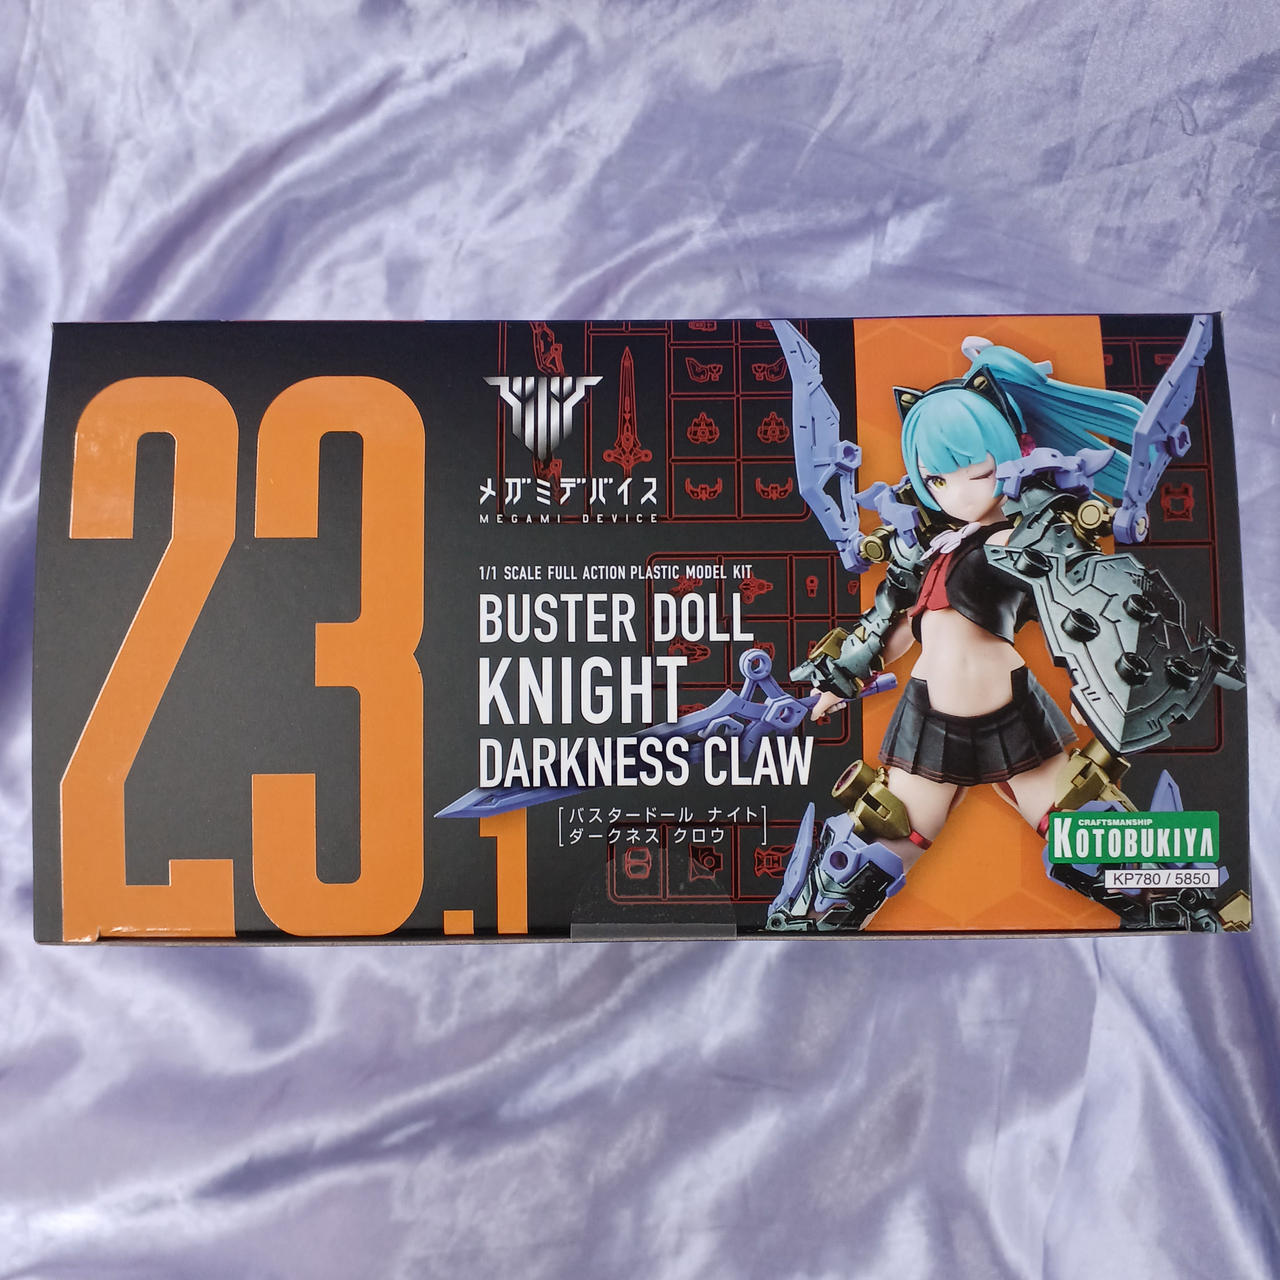 23.1
メガミデバイス
MEGAMI DEVICE
1/1 SCALE FULL ACTION PLASTIC MODEL KIT
BUSTER DOLL
KNIGHT
DARKNESS CLAW
[バスタードール ナイト
ダークネス クロウ]
CRAFTSMANSHIP
KOTOBUKIYA
KP780 / 5850